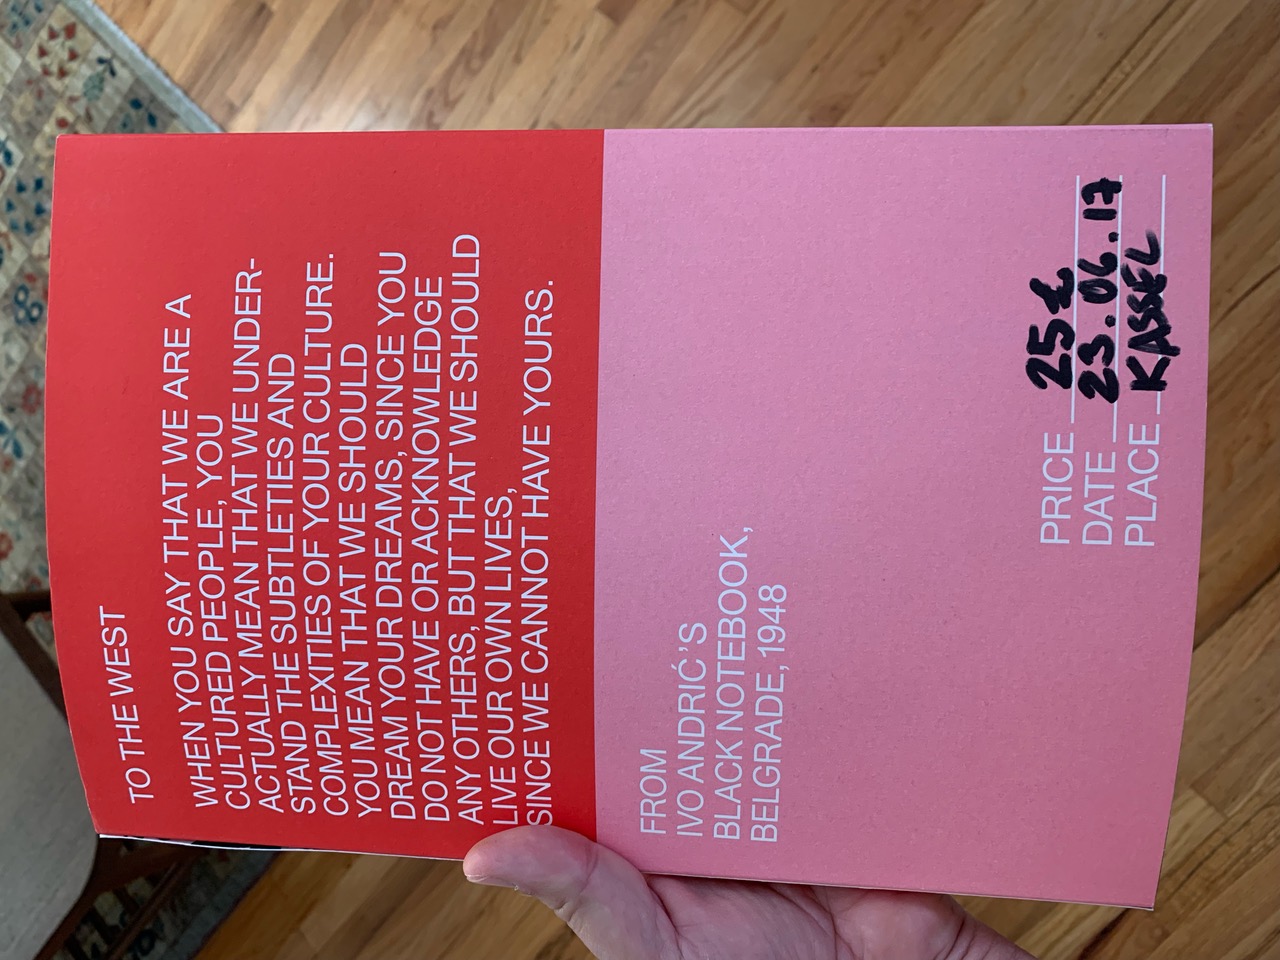 TO THE WEST
WHEN YOU SAY THAT WE ARE A
CULTURED PEOPLE, YOU
ACTUALLY MEAN THAT WE UNDER-
STAND THE SUBTLETIES AND
COMPLEXITIES OF YOUR CULTURE.
YOU MEAN THAT WE SHOULD
DREAM YOUR DREAMS, SINCE YOU
DO NOT HAVE OR ACKNOWLEDGE
ANY OTHERS, BUT THAT WE SHOULD
LIVE OUR OWN LIVES,
SINCE WE CANNOT HAVE YOURS.
FROM
IVO ANDRIĆ'S
BLACK NOTEBOOK,
BELGRADE, 1948
PRICE 25€
DATE 23.06.17
PLACE KASSEL